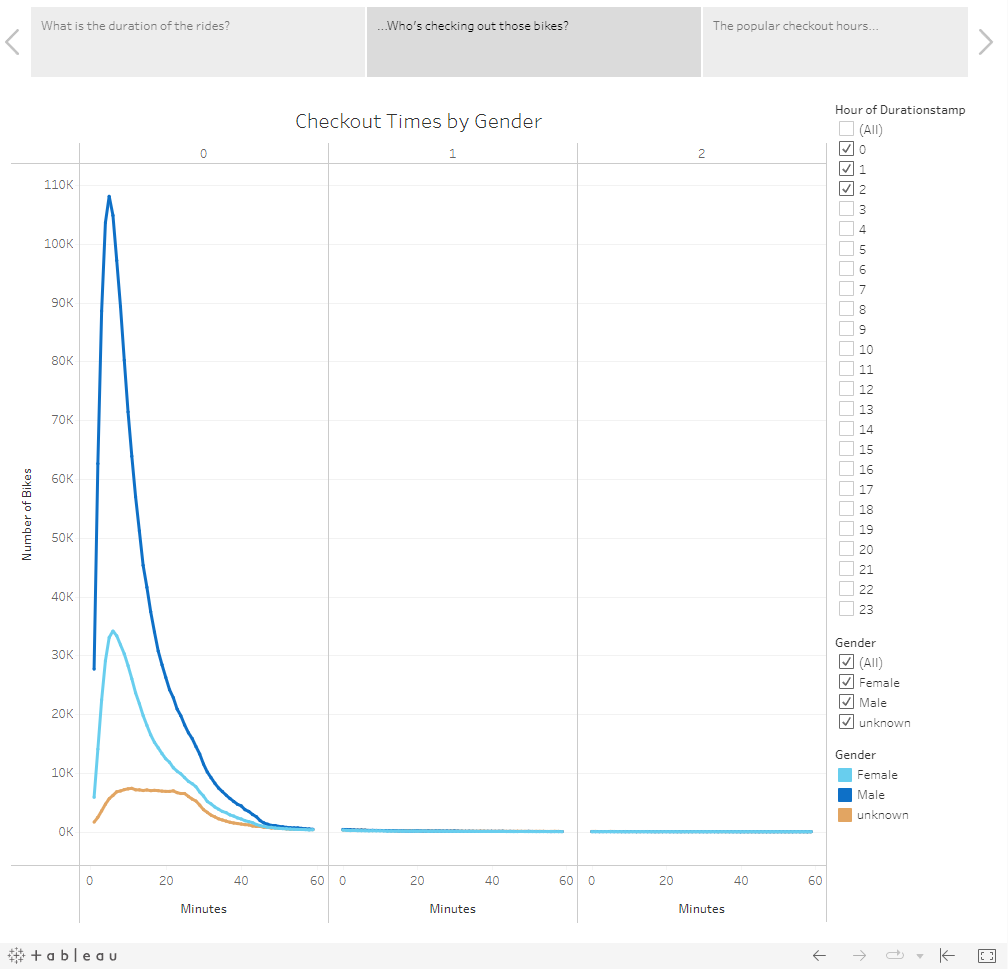 What is the duration of the rides?
...Who's checking out those bikes?
The popular checkout hours...
Checkout Times by Gender
0
1
2
110K
100K
90K
80K
70K
60K
50K
40K
30K
20K
10K
0K
Number of Bikes
0 20 40 60
0 20 40 60
0 20 40 60
Minutes
Minutes
Minutes
Hour of Durationstamp
(All)
0
1
2
3
4
5
6
7
8
9
10
11
12
13
14
15
16
17
18
19
20
21
22
23
Gender
(All)
Female
Male
unknown
Gender
Female
Male
unknown
+ a b | e a u